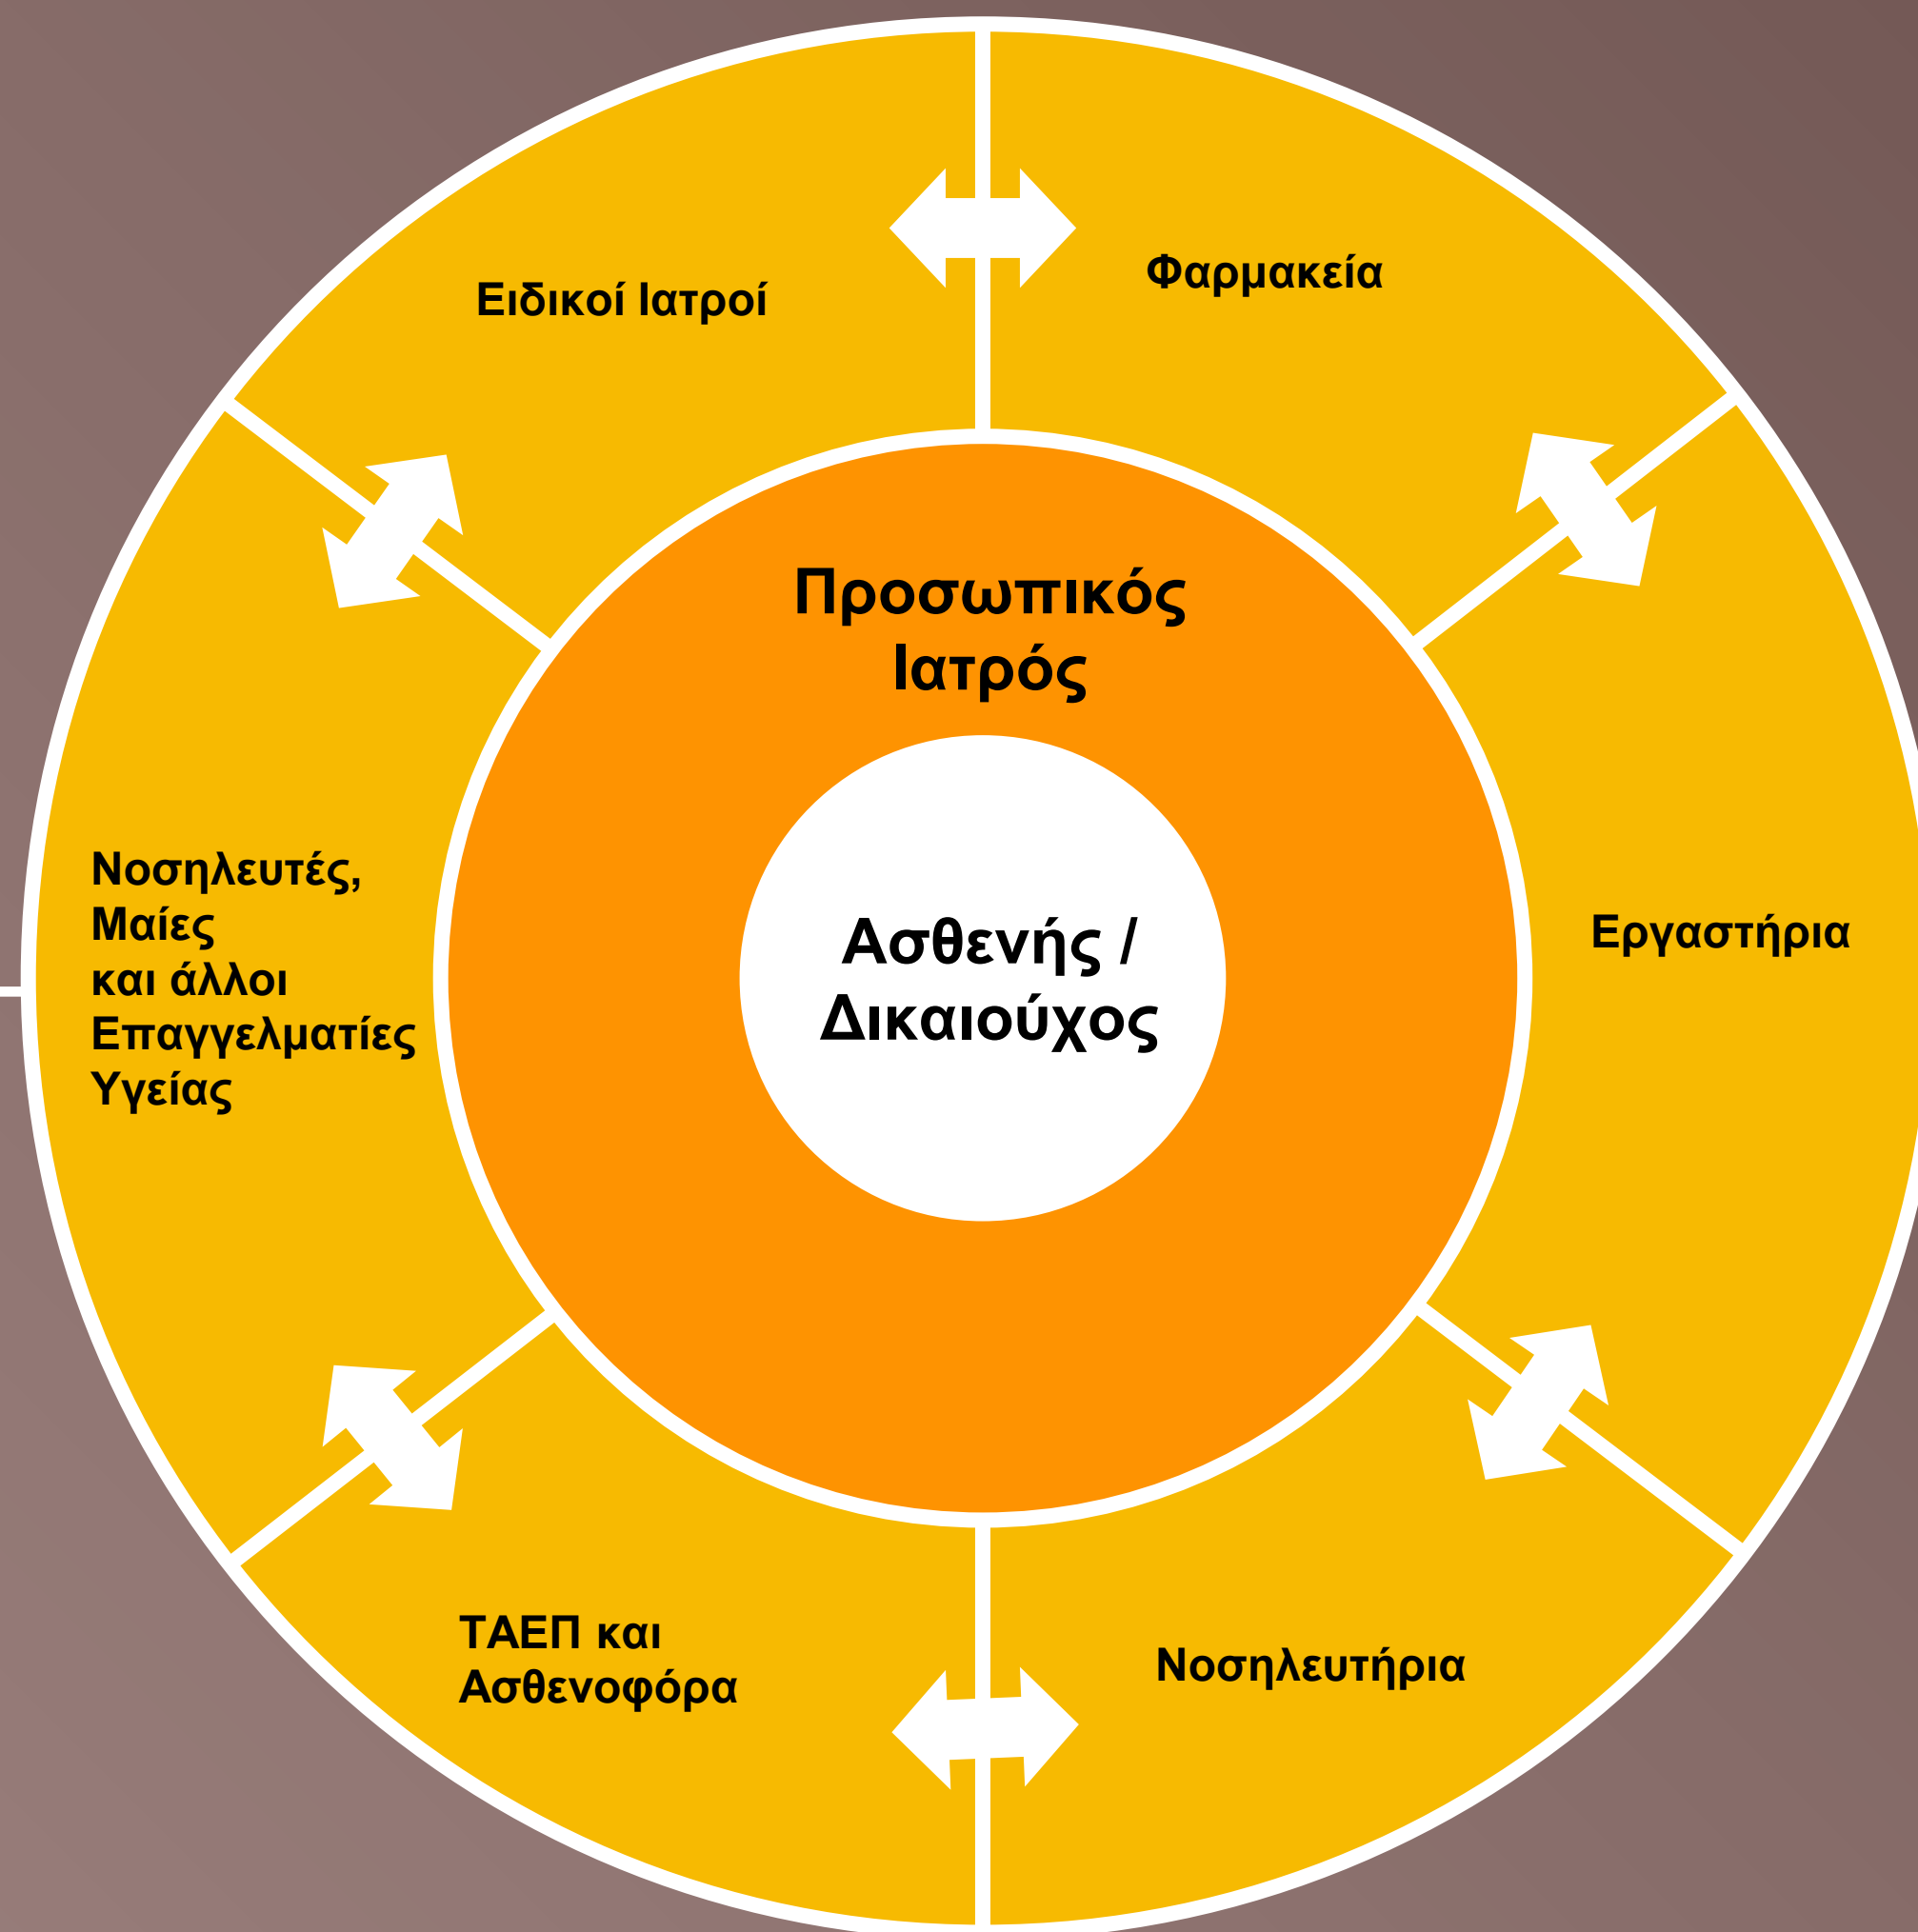 Ειδικοί Ιατροί
Φαρμακεία
Προσωπικός
Ιατρός
Νοσηλευτές,
Μαίες
και άλλοι
Επαγγελματίες
Υγείας
Ασθενής /
Δικαιούχος
Εργαστήρια
ΤΑΕΠ και
Ασθενοφόρα
Νοσηλευτήρια